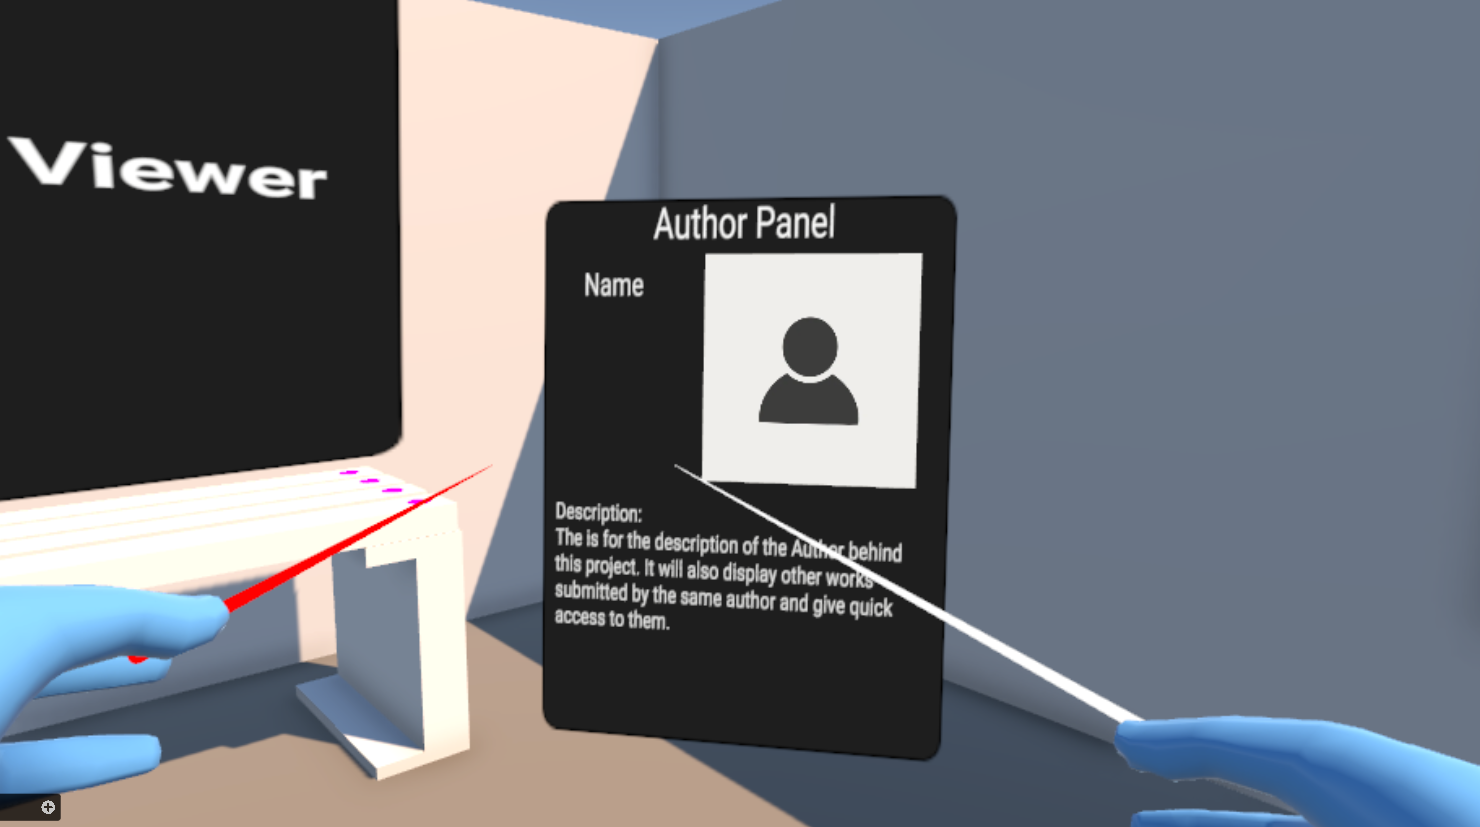 Viewer
Author Panel
Name
Description:
The is for the description of the Author behind
this project. It will also display other works
submitted by the same author and give quick
access to them.